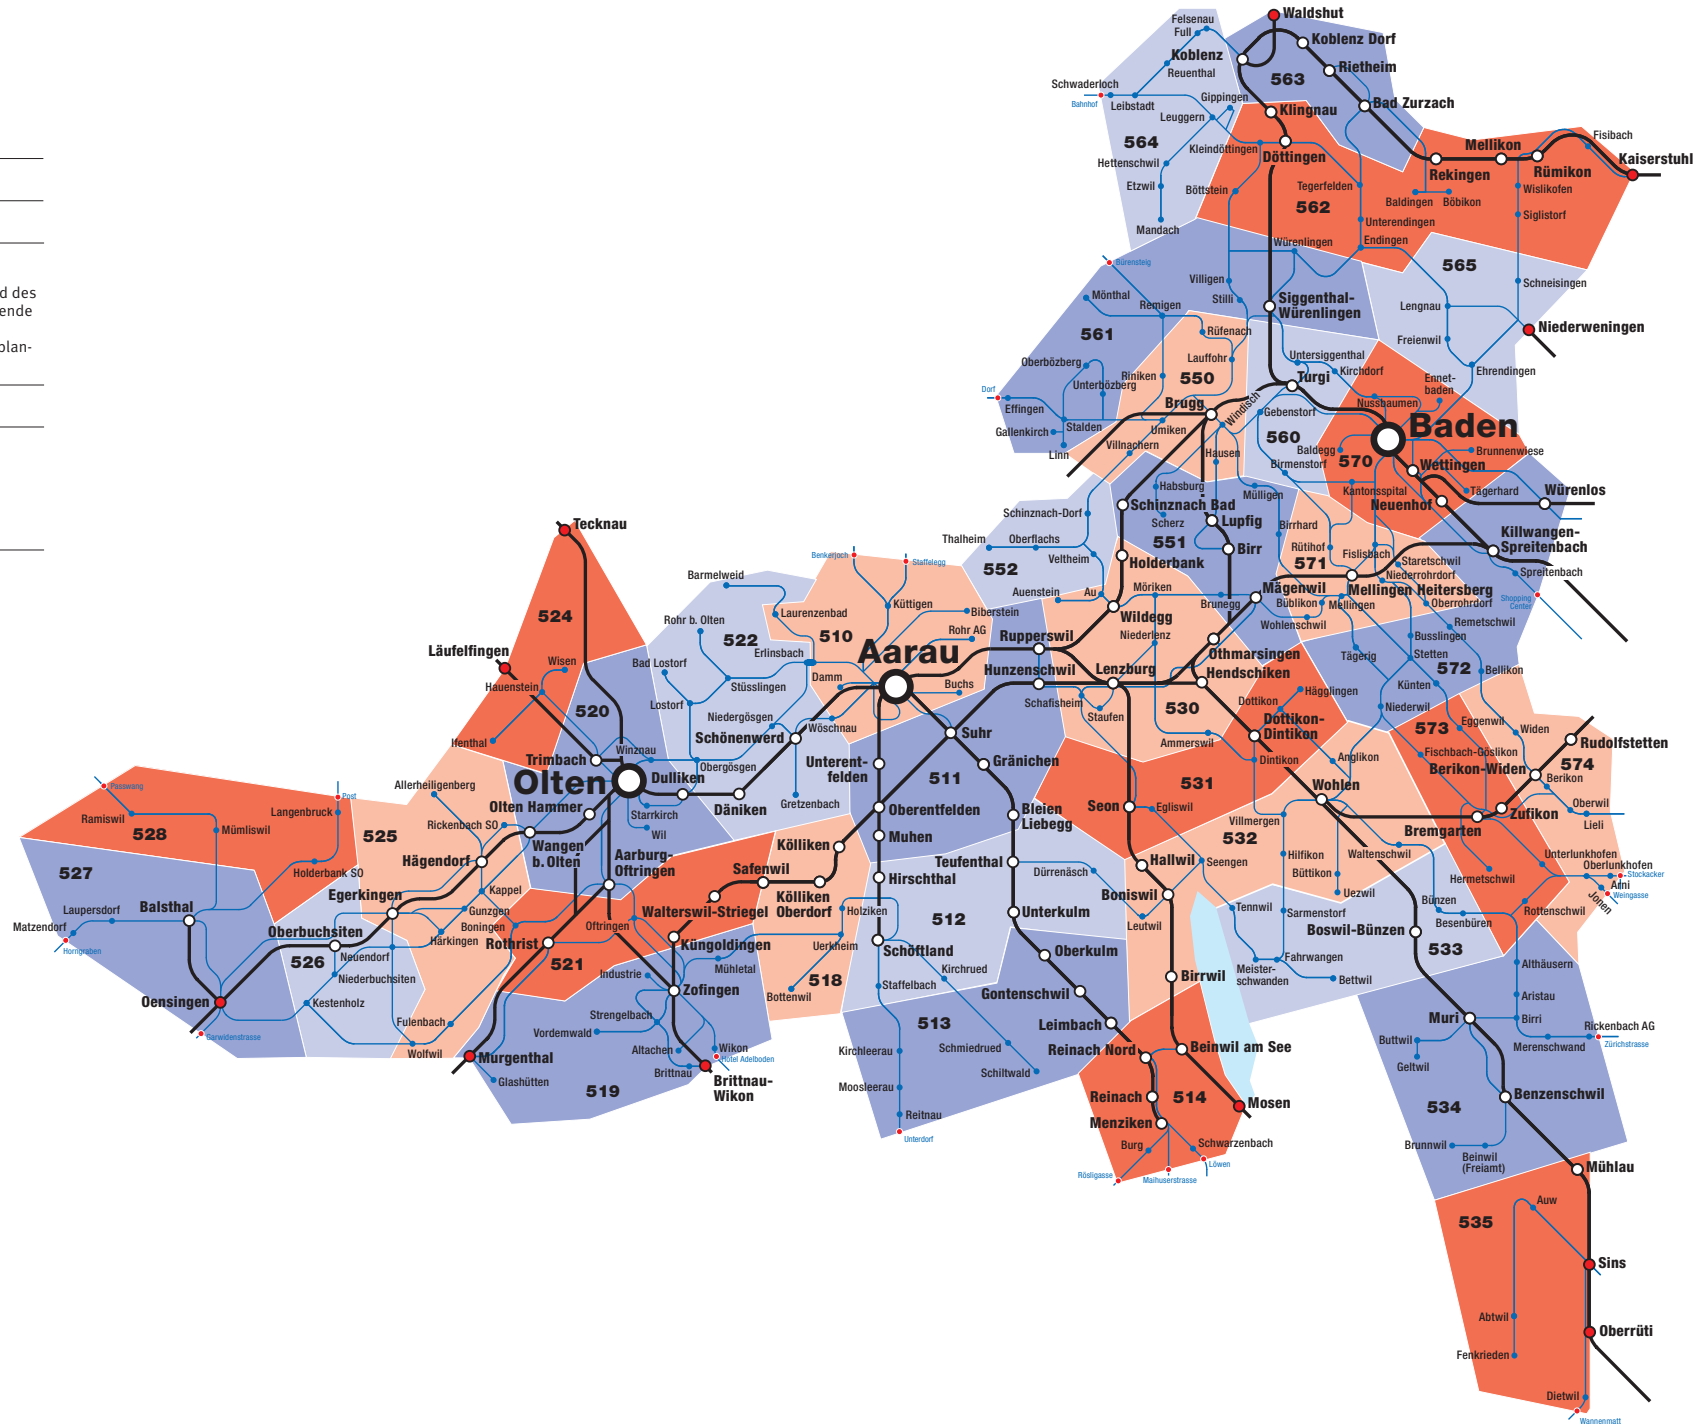 d des
ende
plan-
Waldshut
Felsenau
Full
Koblenz Dorf
Koblenz
Rietheim
Reuenthal
563
Schwaderloch
Bahnhof
Leibstadt
Gippingen
Bad Zurzach
Klingnau
Leuggern
564
Kleindöttingen
Döttingen
Mellikon
Fisibach
Kaiserstuhl
Rekingen
Rümikon
Hettenschwil
Etzwil
Böttstein
Tegerfelden
Wislikofen
562
Baldingen
Böbikon
Siglistorf
Mandach
Unterendingen
Würenlingen
Endingen
Bürensteig
565
Villigen
Schneisingen
Mönthal
Remigen
Stilli
Siggenthal-
Würenlingen
Lengnau
Niederweningen
561
Rüfenach
Freienwil
Oberbözberg
Lauffohr
Untersiggenthal
Kirchdorf
Ehrendingen
Unterbözberg
Riniken
550
Turgi
Ennet-
baden
Dorf
Effingen
Brugg
Windisch
Nussbaumen
Gebenstorf
Baden
Gallenkirch
Stalden
Umiken
560
Linn
Villnachern
Hausen
Baldegg
570
Brunnenwiese
Birmenstorf
Wettingen
Habsburg
Mülligen
Kantonsspital
Tägerhard
Würenlos
Neuenhof
Schinznach-Dorf
Schinznach Bad
Scherz
Lupfig
Birrhard
Killwangen-
Spreitenbach
Thalheim
Oberflachs
551
Rütihof
Fislisbach
Veltheim
Birr
552
Holderbank
571
Staretschwil
Niederrohrdorf
Spreitenbach
Auenstein
Au
Möriken
Mägenwil
Mellingen Heitersberg
Shopping
Center
Wildegg
Brunegg
Büblikon
Mellingen
Oberrohrdorf
Wohlenschwil
Remetschwil
Niederlenz
Busslingen
Rupperswil
Othmarsingen
Tägerig
Stetten
572
Bellikon
Hunzenschwil
Lenzburg
Hendschiken
Künten
Schafisheim
Staufen
530
Dottikon
Hägglingen
Niederwil
Dottikon-
Dintikon
573
Eggenwil
Widen
Ammerswil
Rudolfstetten
Dintikon
Anglikon
Fischbach-Göslikon
Berikon-Widen
574
Berikon
531
Wohlen
Oberwil
Seon
Egliswil
Zufikon
Lieli
Villmergen
Bremgarten
532
Waltenschwil
Hilfikon
Unterlunkhofen
Oberlunkhofen
Hallwil
Seengen
Büttikon
Hermetschwil
Stockacker
Arni
Weingasse
Jonen
Uezwil
Boniswil
Tennwil
Sarmenstorf
Bünzen
Besenbüren
Rottenschwil
Leutwil
Boswil-Bünzen
533
Meister-
schwanden
Fahrwangen
Bettwil
Althäusern
Birrwil
Aristau
Muri
Birri
Rickenbach AG
Zürichstrasse
Merenschwand
Buttwil
Geltwil
Benzenschwil
534
Brunnwil
Beinwil
(Freiamt)
Mühlau
Auw
535
Sins
Abtwil
Oberrüti
Fenkrieden
Dietwil
Wannenmatt
Tecknau
524
Läufelfingen
Wisen
Hauenstein
Ifenthal
520
Trimbach
Winznau
Olten
Dulliken
Starrkirch
Wil
Olten Hammer
Barmelweid
Laurenzenbad
Rohr b. Olten
522
Erlinsbach
Bad Lostorf
Stüsslingen
Lostorf
Niedergösgen
Schönenwerd
Wöschnau
Obergösgen
Däniken
Gretzenbach
Benkerjoch
Staffelegg
Küttigen
510
Biberstein
Rohr AG
Aarau
Damm
Buchs
Suhr
Unterent-
felden
Gränichen
511
Oberentfelden
Bleien
Liebegg
Muhen
Kölliken
Teufenthal
Hirschthal
Dürrenäsch
Safenwil
Kölliken
Oberdorf
Holziken
512
Unterkulm
Walterswil-Striegel
Uerkheim
Schöftland
Oberkulm
518
Kirchrued
Staffelbach
Bottenwil
Gontenschwil
513
Leimbach
Kirchleerau
Schmiedrued
Reinach Nord
Beinwil am See
Moosleerau
Schiltwald
Reinach
514
Mosen
Reitnau
Unterdorf
Menziken
Burg
Schwarzenbach
Rösligasse
Maihuserstrasse
Löwen
Passwang
Ramiswil
528
Mümliswil
Langenbruck
Post
Allerheiligenberg
525
Rickenbach SO
527
Holderbank SO
Hägendorf
Wangen
b. Olten
Aarburg-
Oftringen
Laupersdorf
Balsthal
Egerkingen
Kappel
Matzendorf
Horngraben
Gunzgen
Boningen
Oberbuchsiten
Härkingen
Rothrist
Oftringen
Neuendorf
526
Küngoldingen
521
Industrie
Mühletal
Niederbuchsiten
Oensingen
Kestenholz
Zofingen
Garwidenstrasse
Fulenbach
Strengelbach
Vordemwald
Wolfwil
Murgenthal
Altachen
Wikon
Hotel Adelboden
Glashütten
Brittnau
519
Brittnau-
Wikon